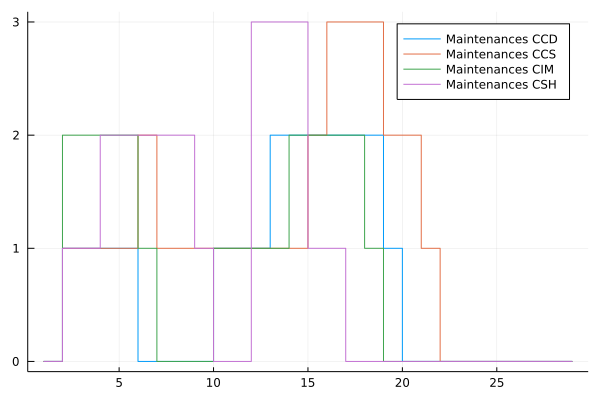 3
Maintenances CCD
Maintenances CCS
Maintenances CIM
Maintenances CSH
2
1
0
5 10 15 20 25